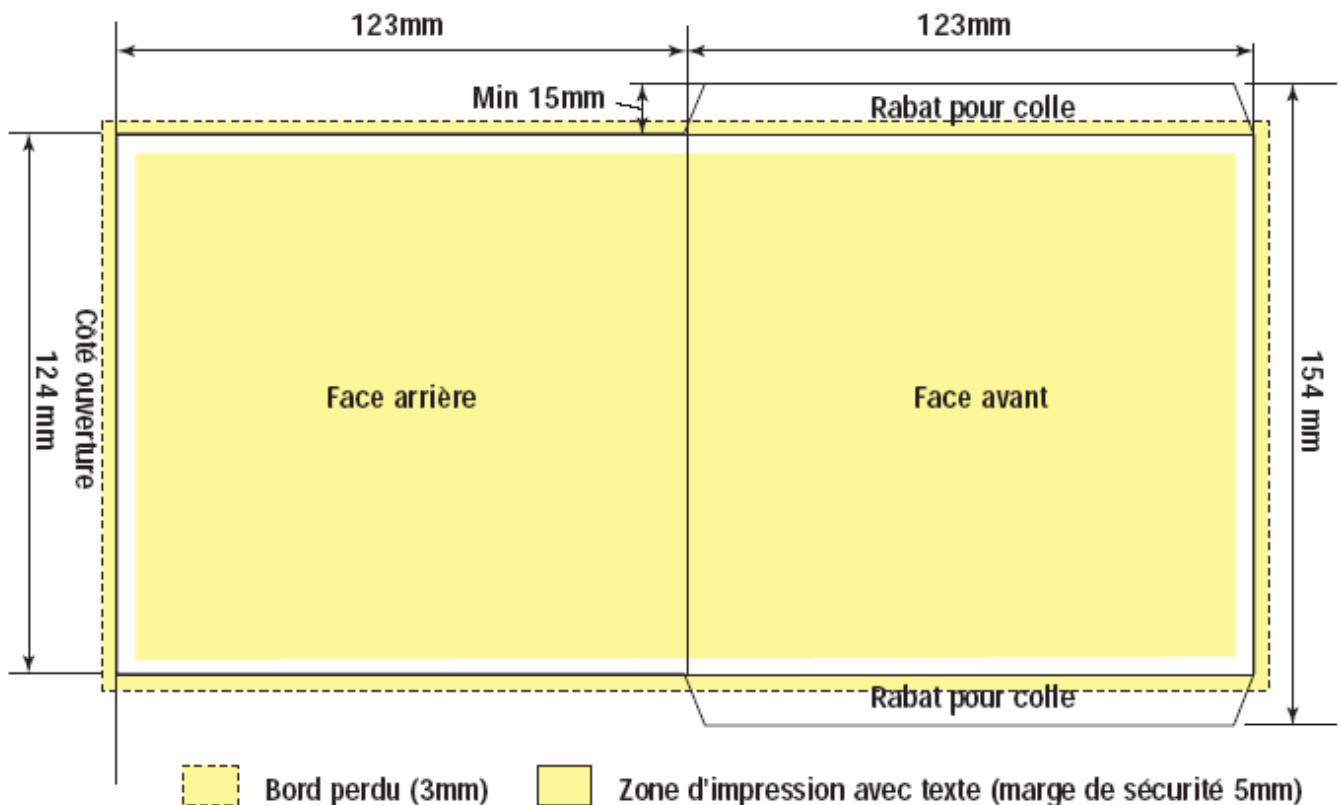 123mm
123mm
Min 15mm
Rabat pour colle
Côté ouverture
124 mm
Face arrière
Face avant
154 mm
Rabat pour colle
Bord perdu (3mm)
Zone d'impression avec texte (marge de sécurité 5mm)